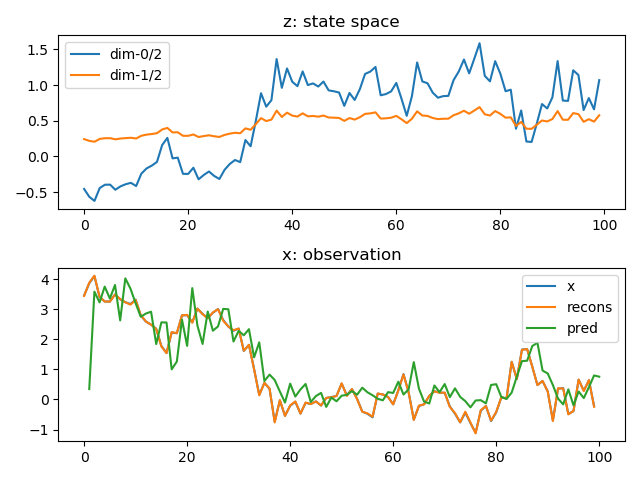 z: state space
dim-0/2
dim-1/2
1.5
1.0
0.5
0.0
−0.5
0 20 40 60 80 100
x: observation
x
recons
pred
4
3
2
1
0
−1
0 20 40 60 80 100